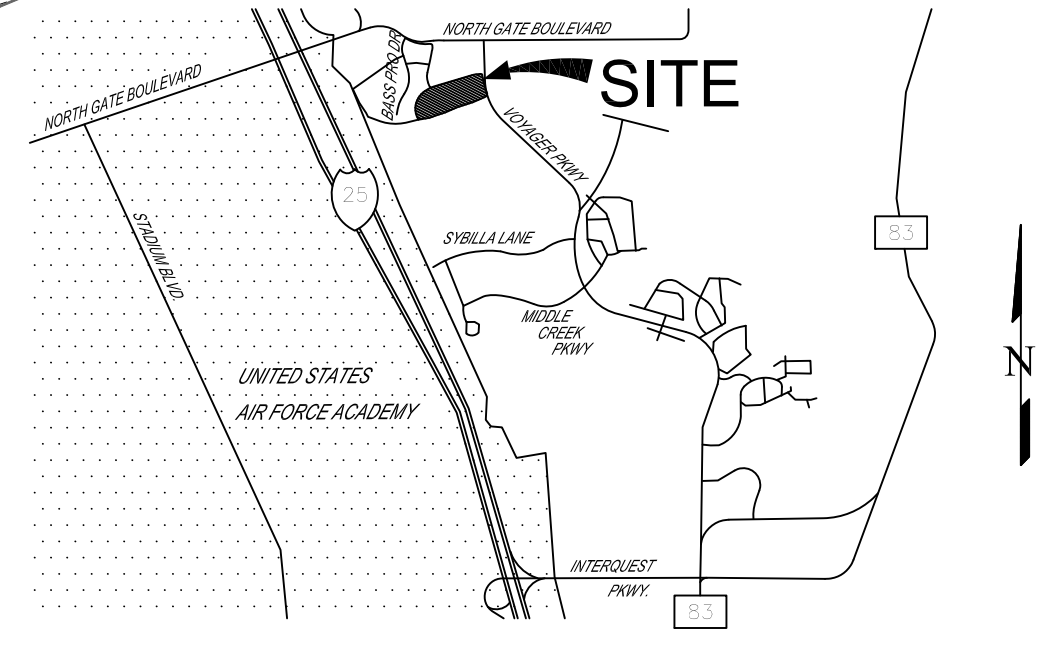 NORTH GATE BOULEVARD
BASS PRO DR
SITE
NORTH GATE BOULEVARD
VOYAGER PKWY
25
STADIUM BLVD.
SYBILLA LANE
83
MIDDLE
CREEK
PKWY
N
UNITED STATES
AIR FORCE ACADEMY
INTERQUEST
PKWY.
83